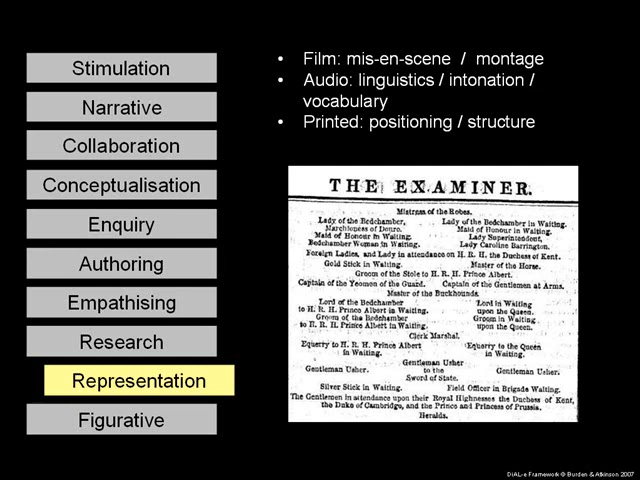 Stimulation
Narrative
Collaboration
Conceptualisation
Enquiry
Authoring
Empathising
Research
Representation
Figurative
• Film: mis-en-scene / montage
• Audio: linguistics / intonation /
vocabulary
• Printed: positioning / structure
THE EXAMINER.
Mistress of the Robes.
Lady of the Bedchamber, Lady of the Bedchamber in Waiting.
Marchioness of Douro. Maid of Honour in Waiting.
Maid of Honour in Waiting. Lady Superintendent,
Bedchamber Woman in Waiting. Lady Caroline Barrington.
Foreign Ladies, and Lady in attendance on H. R. H. the Duchess of Kent.
Gold Stick in Waiting. Master of the Horse.
Groom of the Stole to H. R. H. Prince Albert.
Captain of the Yeomen of the Guard. Captain of the Gentlemen at Arms.
Master of the Buckhounds.
Lord of the Bedchamber Lord in Waiting
to H. R. H. Prince Albert in Waiting. upon the Queen.
Groom of the Bedchamber Groom in Waiting
to H. R. H. Prince Albert in Waiting. upon the Queen.
Clerk Marshal.
Equerry to H. R. H. Prince Albert Equerry to the Queen
in Waiting. in Waiting.
Gentleman Usher
Gentleman Usher. to the Gentleman Usher.
Sword of State.
Silver Stick in Waiting. Field Officer in Brigade Waiting.
The Gentlemen in attendance upon their Royal Highnesses the Duchess of Kent,
the Duke of Cambridge, and the Prince and Princess of Prussia.
Heralds.
DiAL-e Framework @ Burden & Atkinson 2007